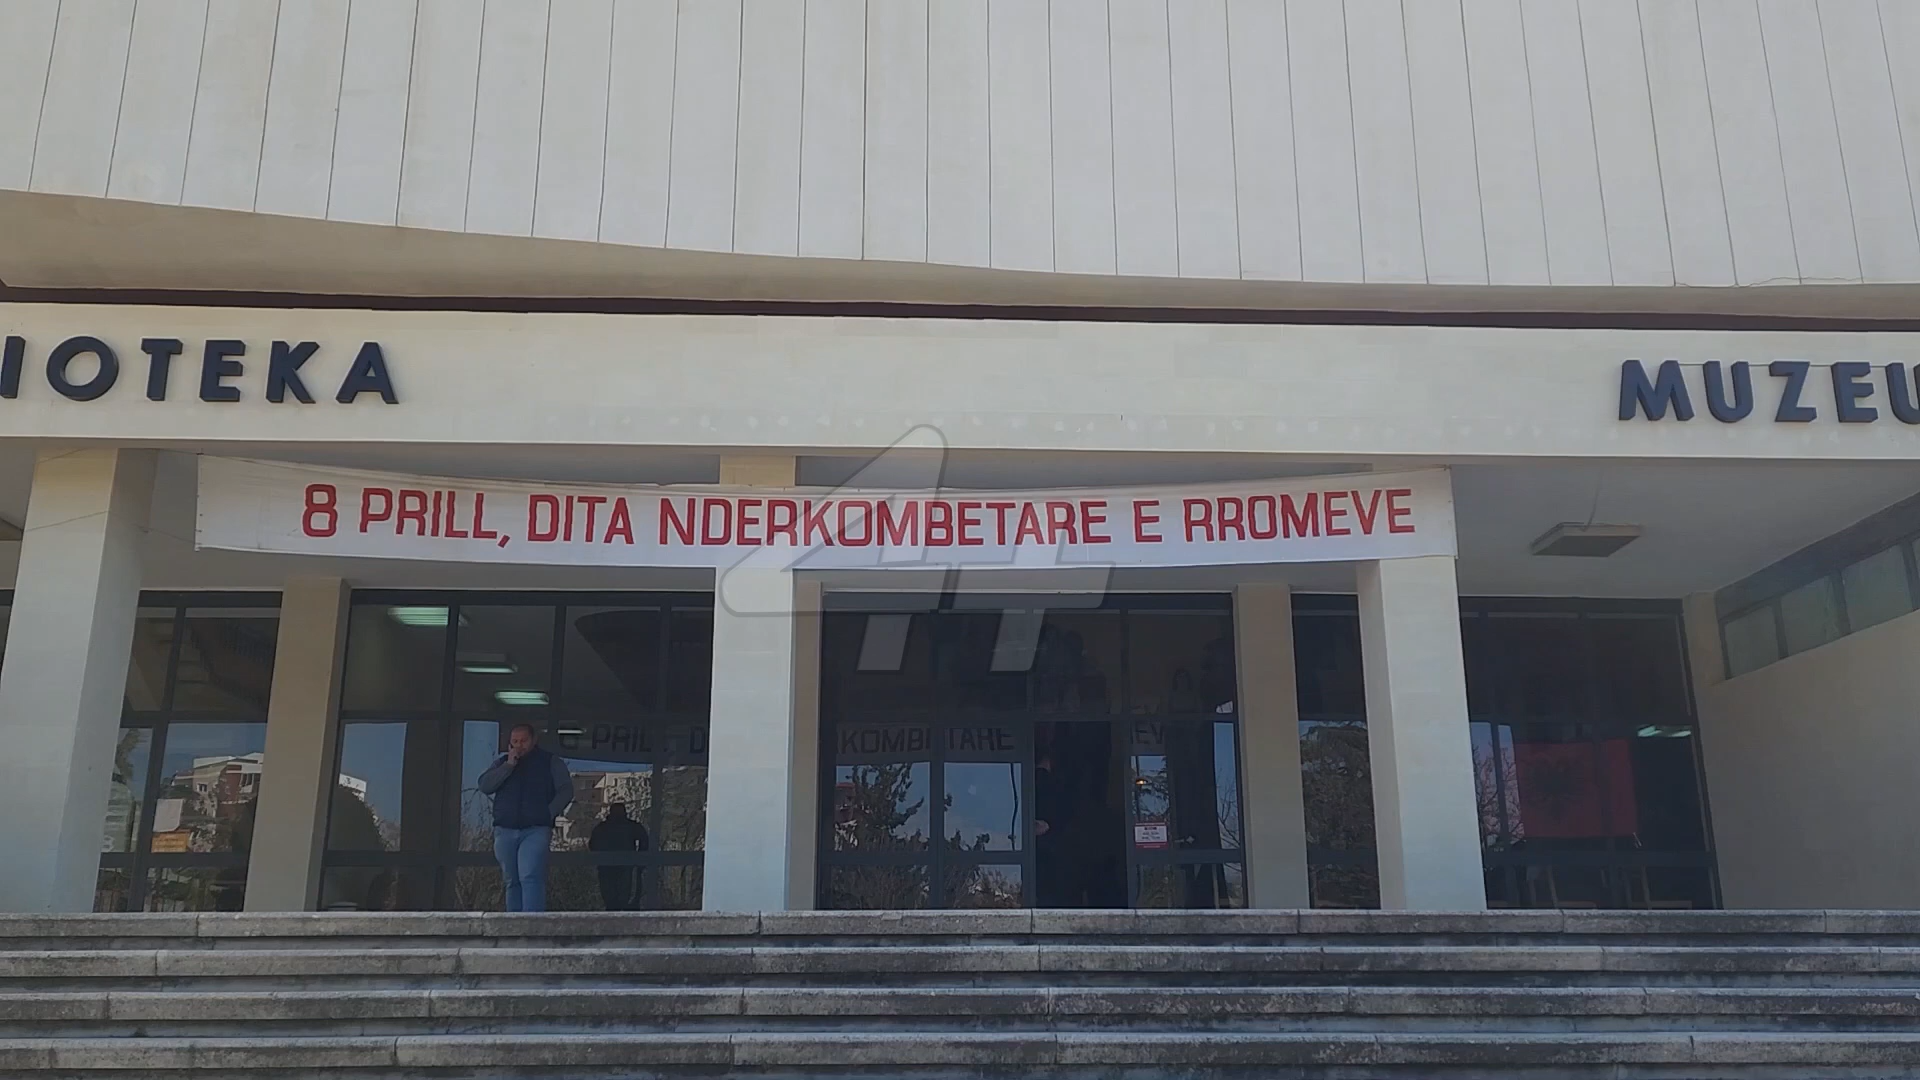 IOTEKA
MUZEU
8 PRILL, DITA NDERKOMBETARE E RROMEVE